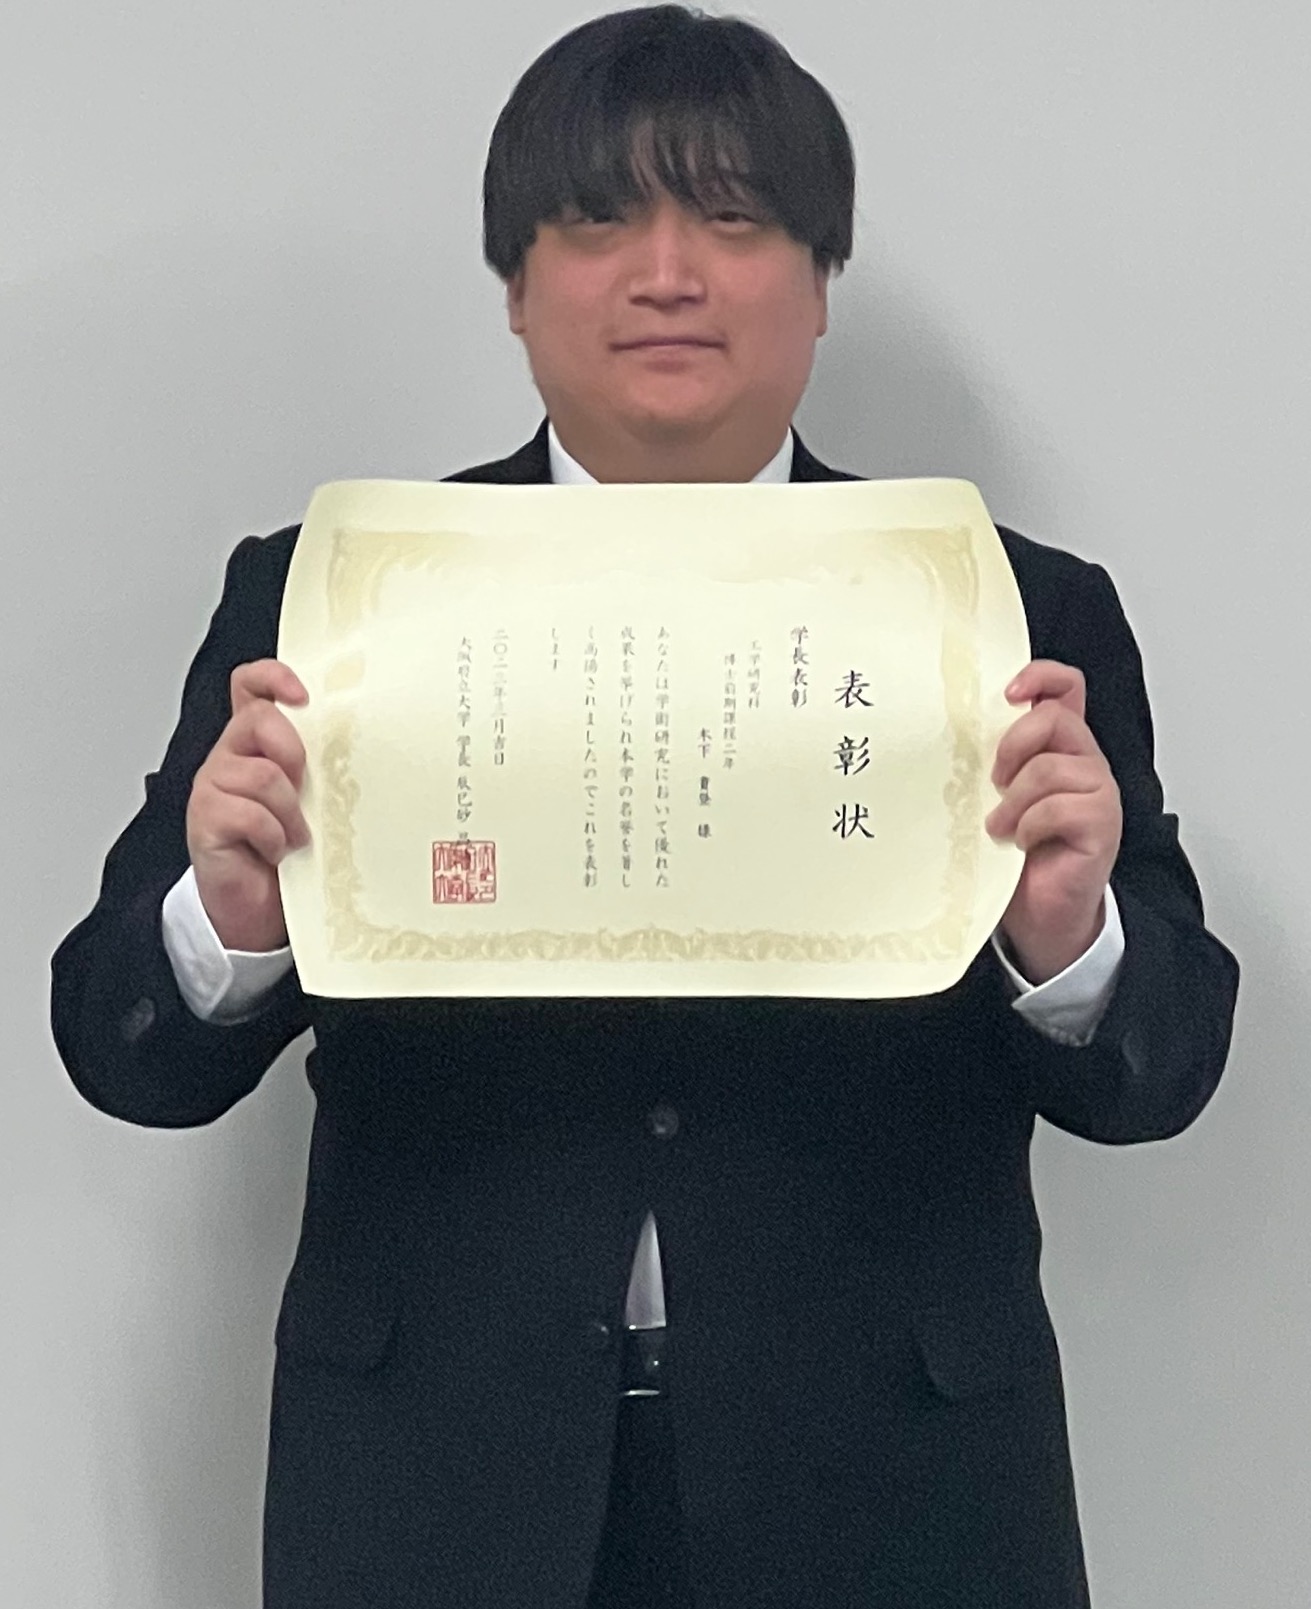 表彰状
学長表彰
工学研究科
博士前期課程二年
木下 貴登 様
あなたは学術研究において優れた
成果を挙げられ本学の名誉を著し
く高揚されましたのでこれを表彰
します
二〇二三年三月吉日
大阪府立大学 学長 辰巳砂 昌